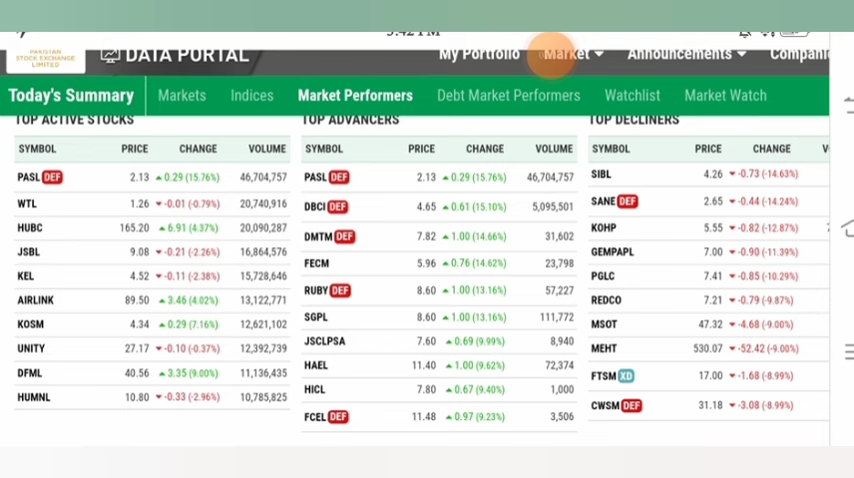 PAKISTAN
STOCK EXCHANGE
LIMITED
DATA PORTAL
My Portfolio Market Announcements
Today's Summary Markets Indices Market Performers Debt Market Performers Watchlist Market Watch
TOP ACTIVE STOCKS
SYMBOL PRICE CHANGE VOLUME
PASL DEF 2.13 0.29 (15.76%) 46,704,757
WTL 1.26 -0.01 (-0.79%) 20,740,916
HUBC 165.20 6.91 (4.37%) 20,090,287
JSBL 9.08 -0.21 (-2.26%) 16,864,576
KEL 4.52 -0.11 (-2.38%) 15,728,646
AIRLINK 89.50 3.46 (4.02%) 13,122,771
KOSM 4.34 0.29 (7.16%) 12,621,102
UNITY 27.17 -0.10 (-0.37%) 12,392,739
DFML 40.56 3.35 (9.00%) 11,136,435
HUMNL 10.80 -0.33 (-2.96%) 10,785,825
TOP ADVANCERS
SYMBOL PRICE CHANGE VOLUME
PASL DEF 2.13 0.29 (15.76%) 46,704,757
DBCI DEF 4.65 0.61 (15.10%) 5,095,501
DMTM DEF 7.82 1.00 (14.66%) 31,602
FECM 5.96 0.76 (14.62%) 23,798
RUBY DEF 8.60 1.00 (13.16%) 57,227
SGPL 8.60 1.00 (13.16%) 111,772
JSCLPSA 7.60 0.69 (9.99%) 8,940
HAEL 11.40 1.00 (9.62%) 72,374
HICL 7.80 0.67 (9.40%) 1,000
FCEL DEF 11.48 0.97 (9.23%) 3,506
TOP DECLINERS
SYMBOL PRICE CHANGE
SIBL 4.26 -0.73 (-14.63%)
SANE DEF 2.65 -0.44 (-14.24%)
KOHP 5.55 -0.82 (-12.87%)
GEMPAPL 7.00 -0.90 (-11.39%)
PGLC 7.41 -0.85 (-10.29%)
REDCO 7.21 -0.79 (-9.87%)
MSOT 47.32 -4.68 (-9.00%)
MEHT 530.07 -52.42 (-9.00%)
FTSM XD 17.00 -1.68 (-8.99%)
CWSM DEF 31.18 -3.08 (-8.99%)